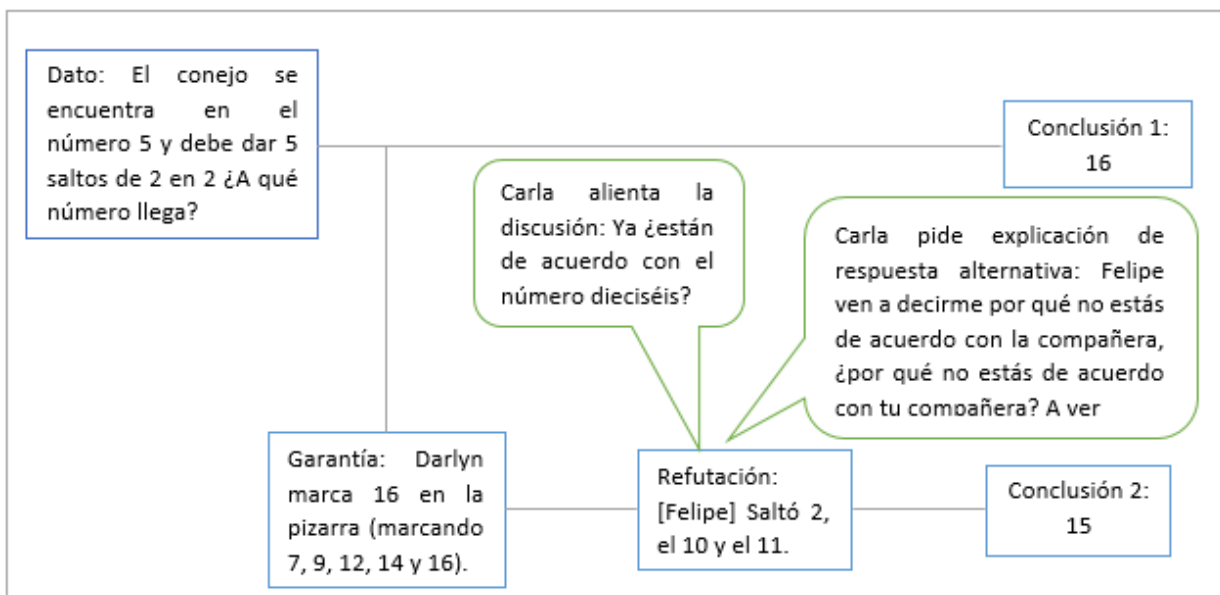 Dato: El conejo se
encuentra en el
número 5 y debe dar 5
saltos de 2 en 2 ¿A qué
número llega?
Conclusión 1:
16
Carla alienta la
discusión: Ya ¿están
de acuerdo con el
número dieciséis?
Carla pide explicación de
respuesta alternativa: Felipe
ven a decirme por qué no estás
de acuerdo con la compañera,
¿por qué no estás de acuerdo
con tu compañera? A ver
Garantía: Darlyn
marca 16 en la
pizarra (marcando
7, 9, 12, 14 y 16).
Refutación:
[Felipe] Saltó 2,
el 10 y el 11.
Conclusión 2:
15